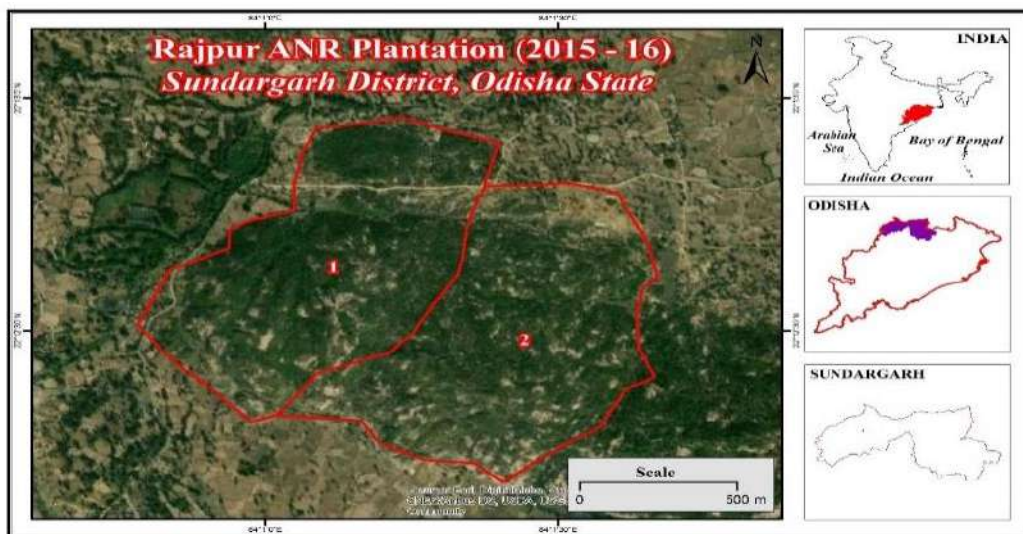 Rajpur ANR Plantation (2015 - 16)
Sundargarh District, Odisha State
N
1
2
Scale
0
500 m
INDIA
Arabian
Sea
Bay of Bengal
Indian Ocean
ODISHA
SUNDARGARH